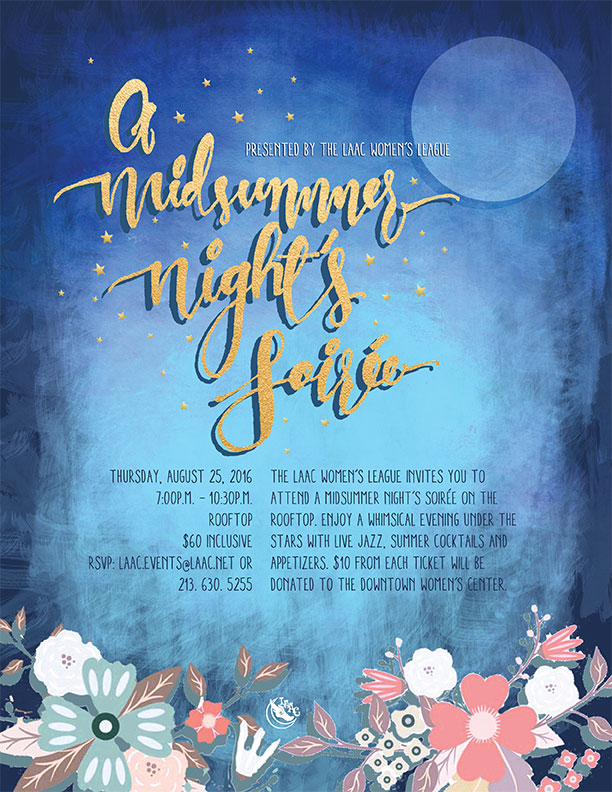 A
PRESENTED BY THE LAAC WOMEN'S LEAGUE
Midsummer
Night's
Soirée
THURSDAY, AUGUST 25, 2016
7:00P.M. - 10:30P.M.
ROOFTOP
$60 INCLUSIVE
RSVP: LAAC.EVENTS@LAAC.NET OR
213. 630. 5255
THE LAAC WOMEN'S LEAGUE INVITES YOU TO
ATTEND A MIDSUMMER NIGHT'S SOIRÉE ON THE
ROOFTOP. ENJOY A WHIMSICAL EVENING UNDER THE
STARS WITH LIVE JAZZ, SUMMER COCKTAILS AND
APPETIZERS. $10 FROM EACH TICKET WILL BE
DONATED TO THE DOWNTOWN WOMEN'S CENTER.